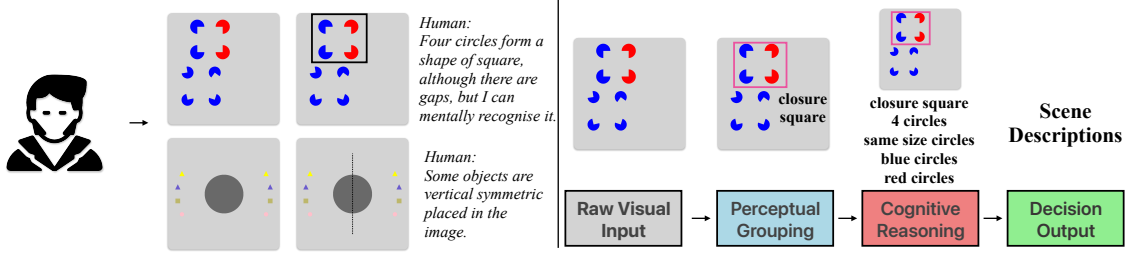 Human:
Four circles form a
shape of square,
although there are
gaps, but I can
mentally recognise it.
Human:
Some objects are
vertical symmetric
placed in the
image.
closure
square
closure square
4 circles
same size circles
blue circles
red circles
Scene
Descriptions
Raw Visual
Input
Perceptual
Grouping
Cognitive
Reasoning
Decision
Output